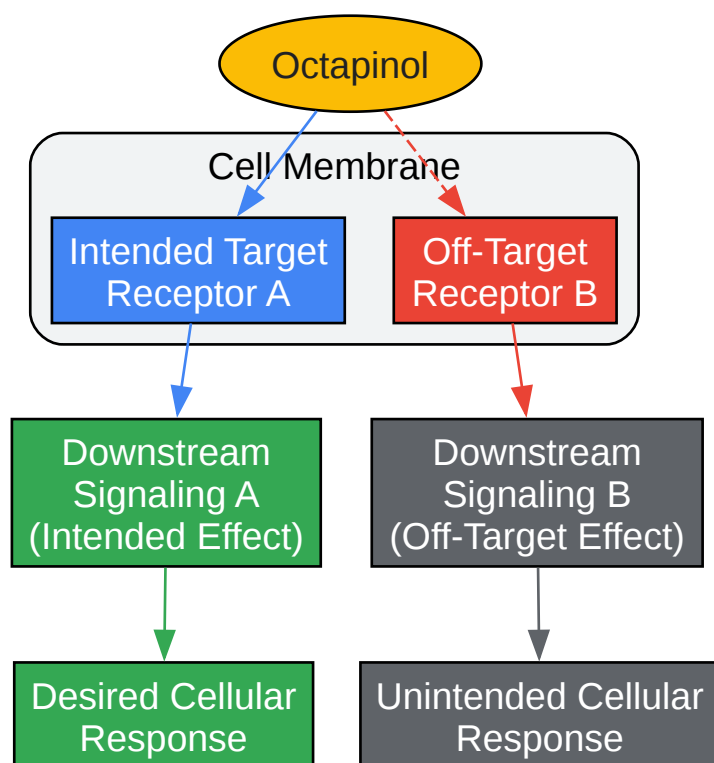 Octapinol
Cell Membrane
Intended Target
Receptor A
Off-Target
Receptor B
Downstream
Signaling A
(Intended Effect)
Downstream
Signaling B
(Off-Target Effect)
Desired Cellular
Response
Unintended Cellular
Response